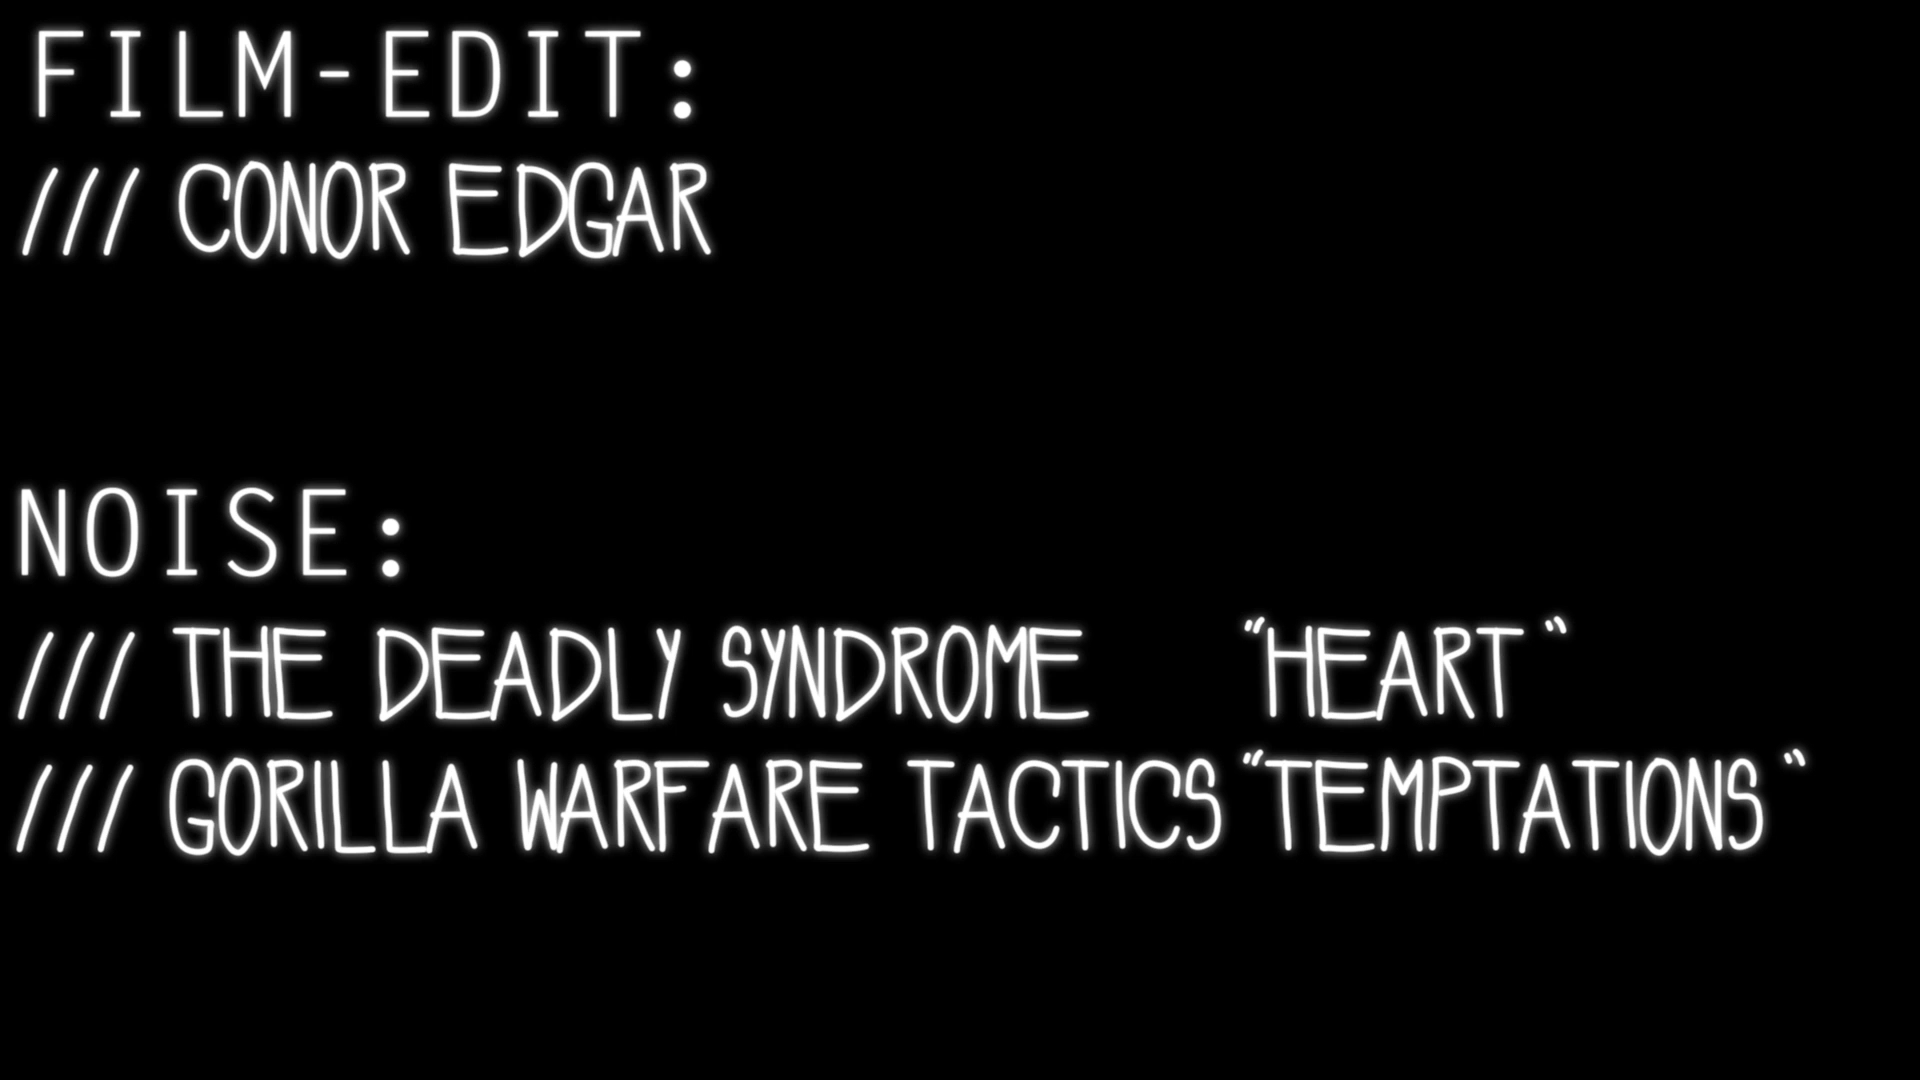 FILM-EDIT:
/// CONOR EDGAR
NOISE:
/// THE DEADLY SYNDROME "HEART"
/// GORILLA WARFARE TACTICS "TEMPTATIONS"